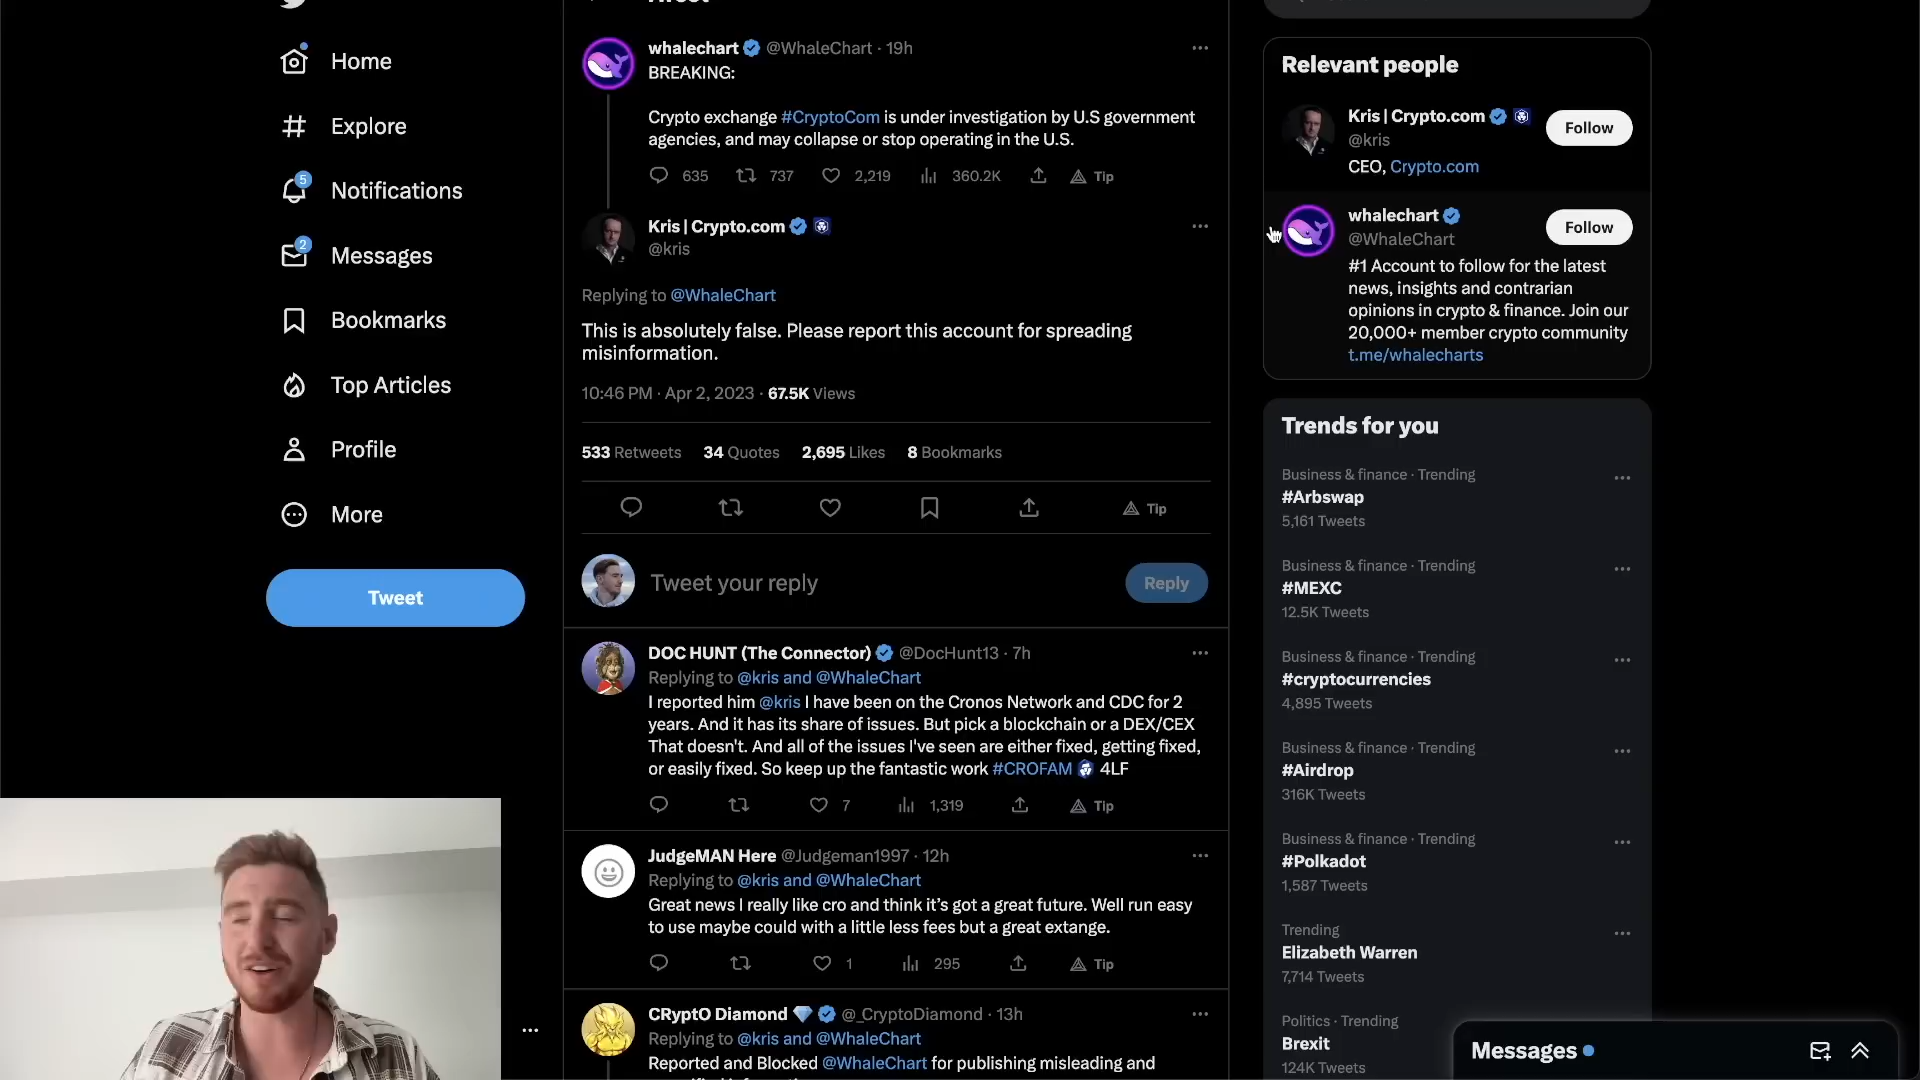 Home
Explore
5
Notifications
2
Messages
Bookmarks
Top Articles
Profile
More
Tweet
whalechart @WhaleChart · 19h
BREAKING:
Crypto exchange #CryptoCom is under investigation by U.S government
agencies, and may collapse or stop operating in the U.S.
635 737 2,219 360.2K Tip
Kris | Crypto.com
@kris
Replying to @WhaleChart
This is absolutely false. Please report this account for spreading
misinformation.
10:46 PM · Apr 2, 2023 · 67.5K Views
533 Retweets 34 Quotes 2,695 Likes 8 Bookmarks
Tip
Tweet your reply
Reply
DOC HUNT (The Connector) @DocHunt13 · 7h
Replying to @kris and @WhaleChart
I reported him @kris I have been on the Cronos Network and CDC for 2
years. And it has its share of issues. But pick a blockchain or a DEX/CEX
That doesn't. And all of the issues I've seen are either fixed, getting fixed,
or easily fixed. So keep up the fantastic work #CROFAM 4LF
7 1,319 Tip
JudgeMAN Here @Judgeman1997 · 12h
Replying to @kris and @WhaleChart
Great news I really like cro and think it's got a great future. Well run easy
to use maybe could with a little less fees but a great extange.
1 295 Tip
CRyptO Diamond @_CryptoDiamond · 13h
Replying to @kris and @WhaleChart
Reported and Blocked @WhaleChart for publishing misleading and
Relevant people
Kris | Crypto.com
@kris
Follow
CEO, Crypto.com
whalechart
@WhaleChart
Follow
#1 Account to follow for the latest
news, insights and contrarian
opinions in crypto & finance. Join our
20,000+ member crypto community
t.me/whalecharts
Trends for you
Business & finance · Trending
#Arbswap
5,161 Tweets
Business & finance · Trending
#MEXC
12.5K Tweets
Business & finance · Trending
#cryptocurrencies
4,895 Tweets
Business & finance · Trending
#Airdrop
316K Tweets
Business & finance · Trending
#Polkadot
1,587 Tweets
Trending
Elizabeth Warren
7,714 Tweets
Politics · Trending
Brexit
124K Tweets
Messages